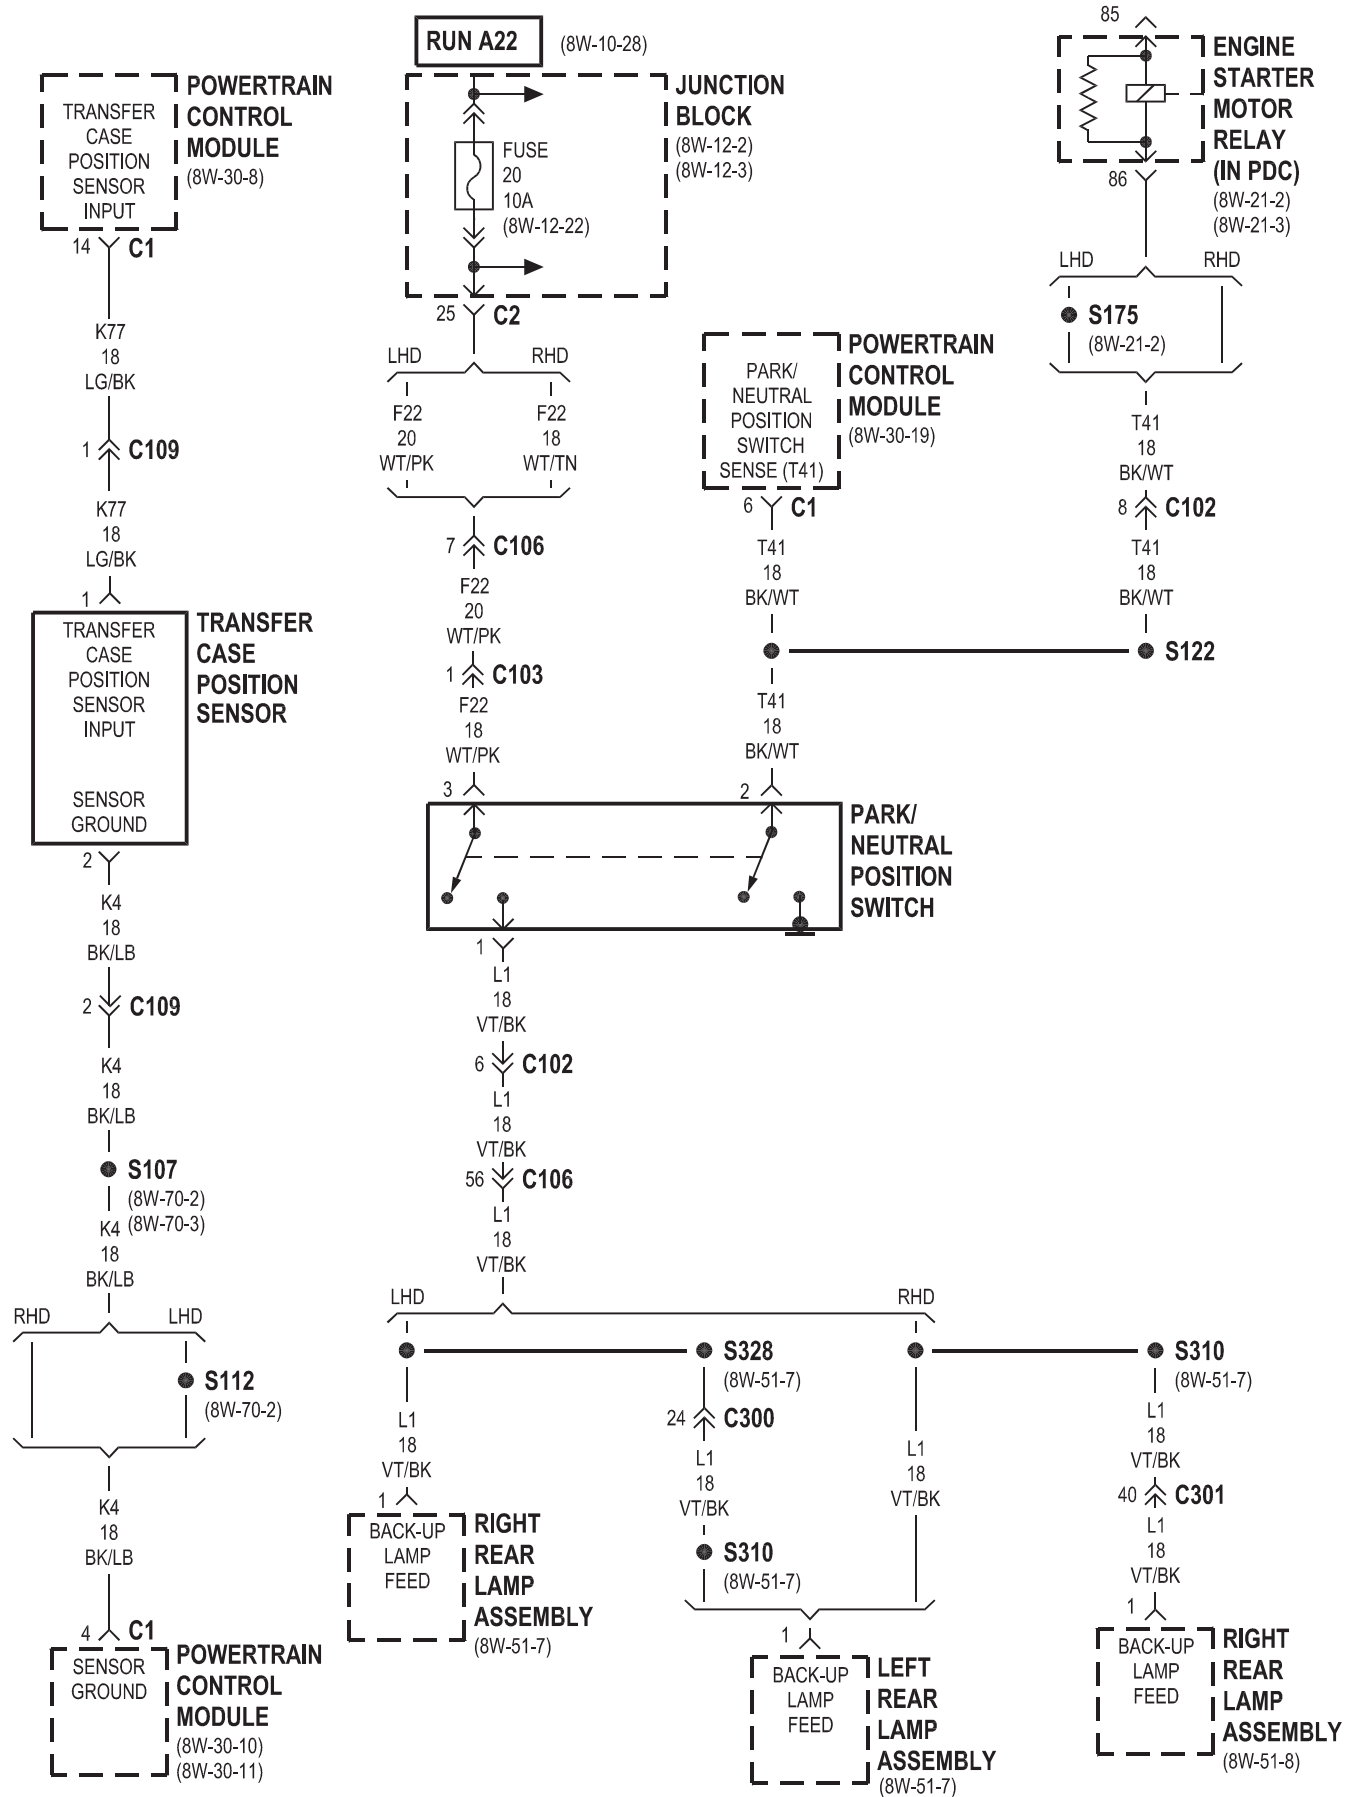 POWERTRAIN
CONTROL
MODULE
(8W-30-8)
TRANSFER
CASE
POSITION
SENSOR
INPUT
14
C1
K77
18
LG/BK
1
C109
K77
18
LG/BK
1
TRANSFER
CASE
POSITION
SENSOR
INPUT
SENSOR
GROUND
TRANSFER
CASE
POSITION
SENSOR
2
K4
18
BK/LB
2
C109
K4
18
BK/LB
S107
(8W-70-2)
(8W-70-3)
K4
18
BK/LB
RHD
LHD
S112
(8W-70-2)
K4
18
BK/LB
4
C1
SENSOR
GROUND
POWERTRAIN
CONTROL
MODULE
(8W-30-10)
(8W-30-11)
RUN A22
(8W-10-28)
JUNCTION
BLOCK
(8W-12-2)
(8W-12-3)
FUSE
20
10A
(8W-12-22)
25
C2
LHD
RHD
F22
20
WT/PK
F22
18
WT/TN
7
C106
F22
20
WT/PK
1
C103
F22
18
WT/PK
3
POWERTRAIN
CONTROL
MODULE
(8W-30-19)
PARK/
NEUTRAL
POSITION
SWITCH
SENSE (T41)
6
C1
T41
18
BK/WT
T41
18
BK/WT
2
85
ENGINE
STARTER
MOTOR
RELAY
(IN PDC)
(8W-21-2)
(8W-21-3)
86
LHD
RHD
S175
(8W-21-2)
T41
18
BK/WT
8
C102
T41
18
BK/WT
S122
PARK/
NEUTRAL
POSITION
SWITCH
1
L1
18
VT/BK
6
C102
L1
18
VT/BK
56
C106
L1
18
VT/BK
LHD
RHD
S328
(8W-51-7)
S310
(8W-51-7)
L1
18
VT/BK
1
BACK-UP
LAMP
FEED
RIGHT
REAR
LAMP
ASSEMBLY
(8W-51-7)
24
C300
L1
18
VT/BK
S310
(8W-51-7)
L1
18
VT/BK
1
BACK-UP
LAMP
FEED
LEFT
REAR
LAMP
ASSEMBLY
(8W-51-7)
L1
18
VT/BK
40
C301
L1
18
VT/BK
1
BACK-UP
LAMP
FEED
RIGHT
REAR
LAMP
ASSEMBLY
(8W-51-8)